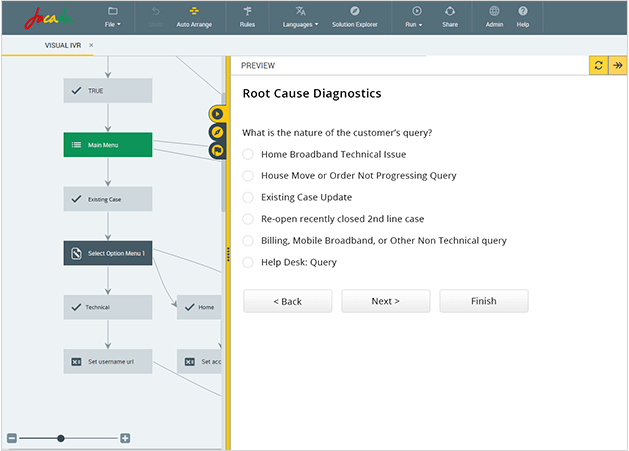 Jacada
File
Undo
Auto Arrange
Rules
Languages
Solution Explorer
Run
Share
Admin
Help
VISUAL IVR ×
TRUE
Main Menu
Existing Case
Select Option Menu 1
Technical
Home
Set username url
Set acc
PREVIEW
Root Cause Diagnostics
What is the nature of the customer's query?
Home Broadband Technical Issue
House Move or Order Not Progressing Query
Existing Case Update
Re-open recently closed 2nd line case
Billing, Mobile Broadband, or Other Non Technical query
Help Desk: Query
< Back
Next >
Finish